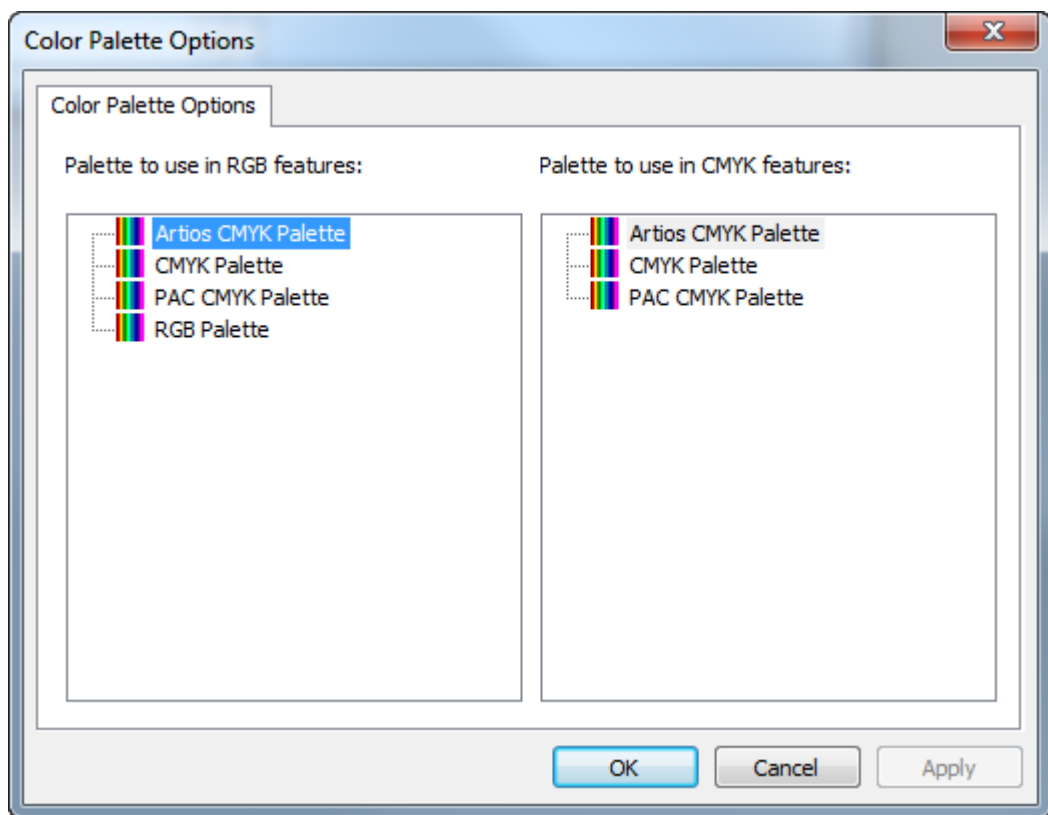 Color Palette Options
Color Palette Options
Palette to use in RGB features:
Artios CMYK Palette
CMYK Palette
PAC CMYK Palette
RGB Palette
Palette to use in CMYK features:
Artios CMYK Palette
CMYK Palette
PAC CMYK Palette
OK
Cancel
Apply